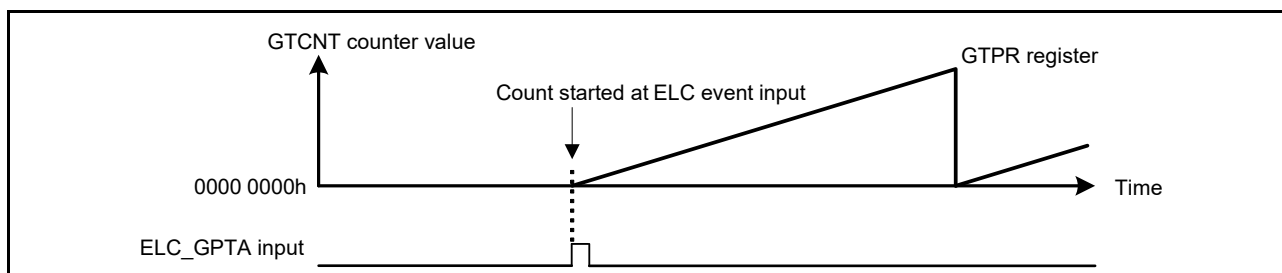 GTCNT counter value
GTPR register
Count started at ELC event input
0000 0000h
Time
ELC_GPTA input